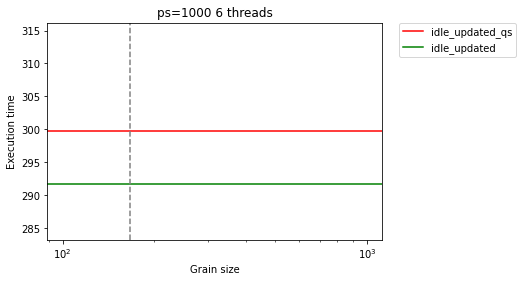 ps=1000 6 threads
idle_updated_qs
idle_updated
Execution time
315
310
305
300
295
290
285
10²
10³
Grain size